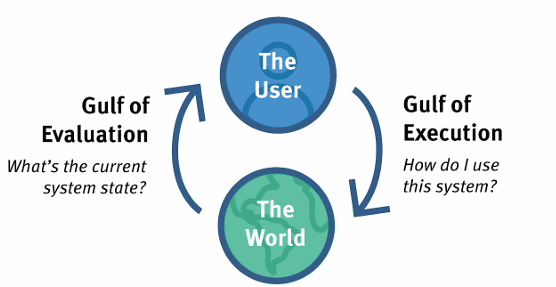 The
User
Gulf of
Evaluation
What's the current
system state?
Gulf of
Execution
How do I use
this system?
The
World